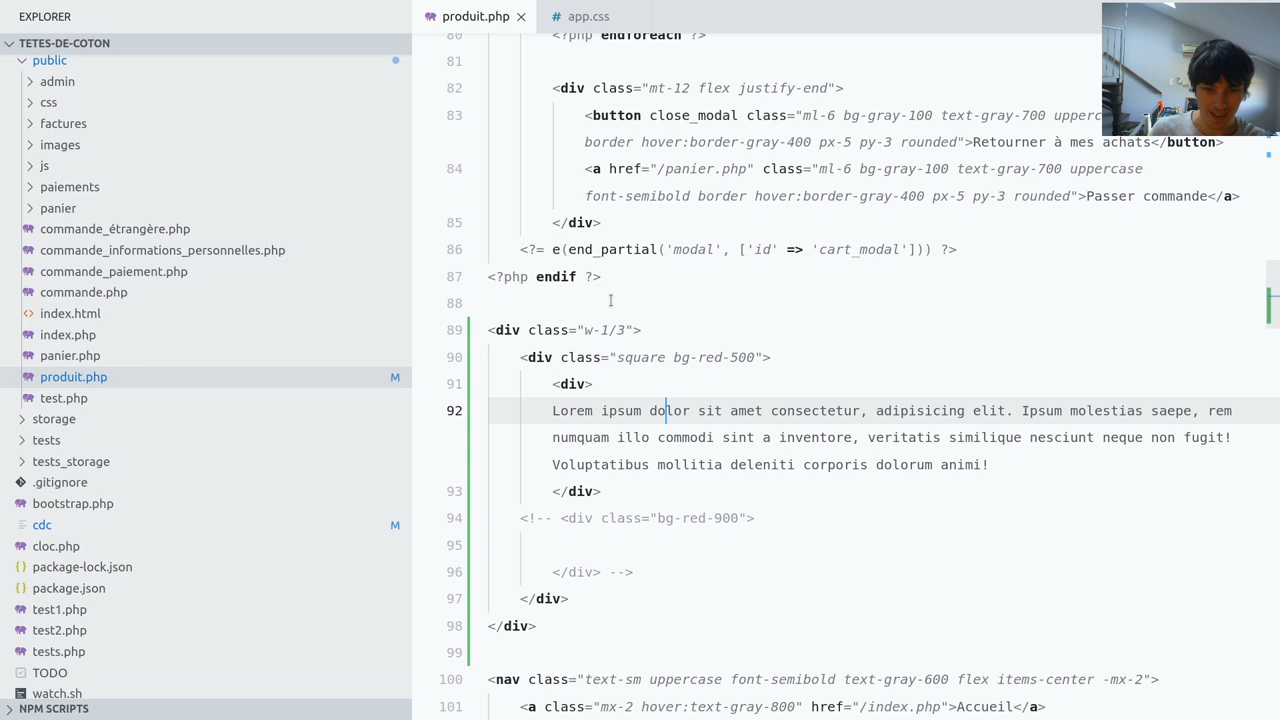 EXPLORER
TETES-DE-COTON
public
admin
css
factures
images
js
paiements
panier
commande_étrangère.php
commande_informations_personnelles.php
commande_paiement.php
commande.php
index.html
index.php
panier.php
produit.php M
test.php
storage
tests
tests_storage
.gitignore
bootstrap.php
cdc M
cloc.php
package-lock.json
package.json
test1.php
test2.php
tests.php
TODO
watch.sh
NPM SCRIPTS
produit.php
# app.css
80 <?php endforeach ?>
81
82 <div class="mt-12 flex justify-end">
83 <button close_modal class="ml-6 bg-gray-100 text-gray-700
border hover:border-gray-400 px-5 py-3 rounded">Retourner à mes achats</button>
84 <a href="/panier.php" class="ml-6 bg-gray-100 text-gray-700 uppercase
font-semibold border hover:border-gray-400 px-5 py-3 rounded">Passer commande</a>
85 </div>
86 <?= e(end_partial('modal', ['id' => 'cart_modal'])) ?>
87 <?php endif ?>
88
89 <div class="w-1/3">
90 <div class="square bg-red-500">
91 <div>
92 Lorem ipsum dolor sit amet consectetur, adipisicing elit. Ipsum molestias saepe, rem
numquam illo commodi sint a inventore, veritatis similique nesciunt neque non fugit!
Voluptatibus mollitia deleniti corporis dolorum animi!
93 </div>
94 <!-- <div class="bg-red-900">
95
96 </div> -->
97 </div>
98 </div>
99
100 <nav class="text-sm uppercase font-semibold text-gray-600 flex items-center -mx-2">
101 <a class="mx-2 hover:text-gray-800" href="/index.php">Accueil</a>